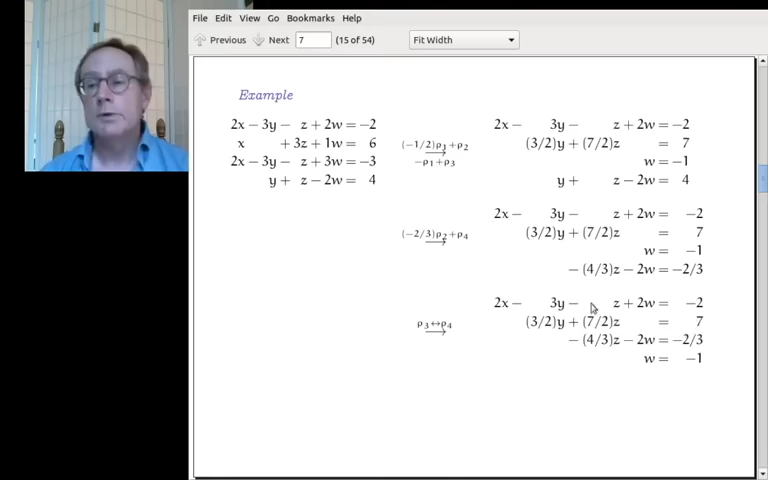 File Edit View Go Bookmarks Help
Previous Next 7 (15 of 54) Fit Width
Example
2x − 3y − z + 2w = −2
x + 3z + 1w = 6
2x − 3y − z + 3w = −3
y + z − 2w = 4
(−1/2)ρ₁+ρ₂
→
−ρ₁+ρ₃
2x − 3y − z + 2w = −2
(3/2)y + (7/2)z = 7
w = −1
y + z − 2w = 4
(−2/3)ρ₂+ρ₄
→
2x − 3y − z + 2w = −2
(3/2)y + (7/2)z = 7
w = −1
−(4/3)z − 2w = −2/3
ρ₃↔ρ₄
→
2x − 3y − z + 2w = −2
(3/2)y + (7/2)z = 7
−(4/3)z − 2w = −2/3
w = −1